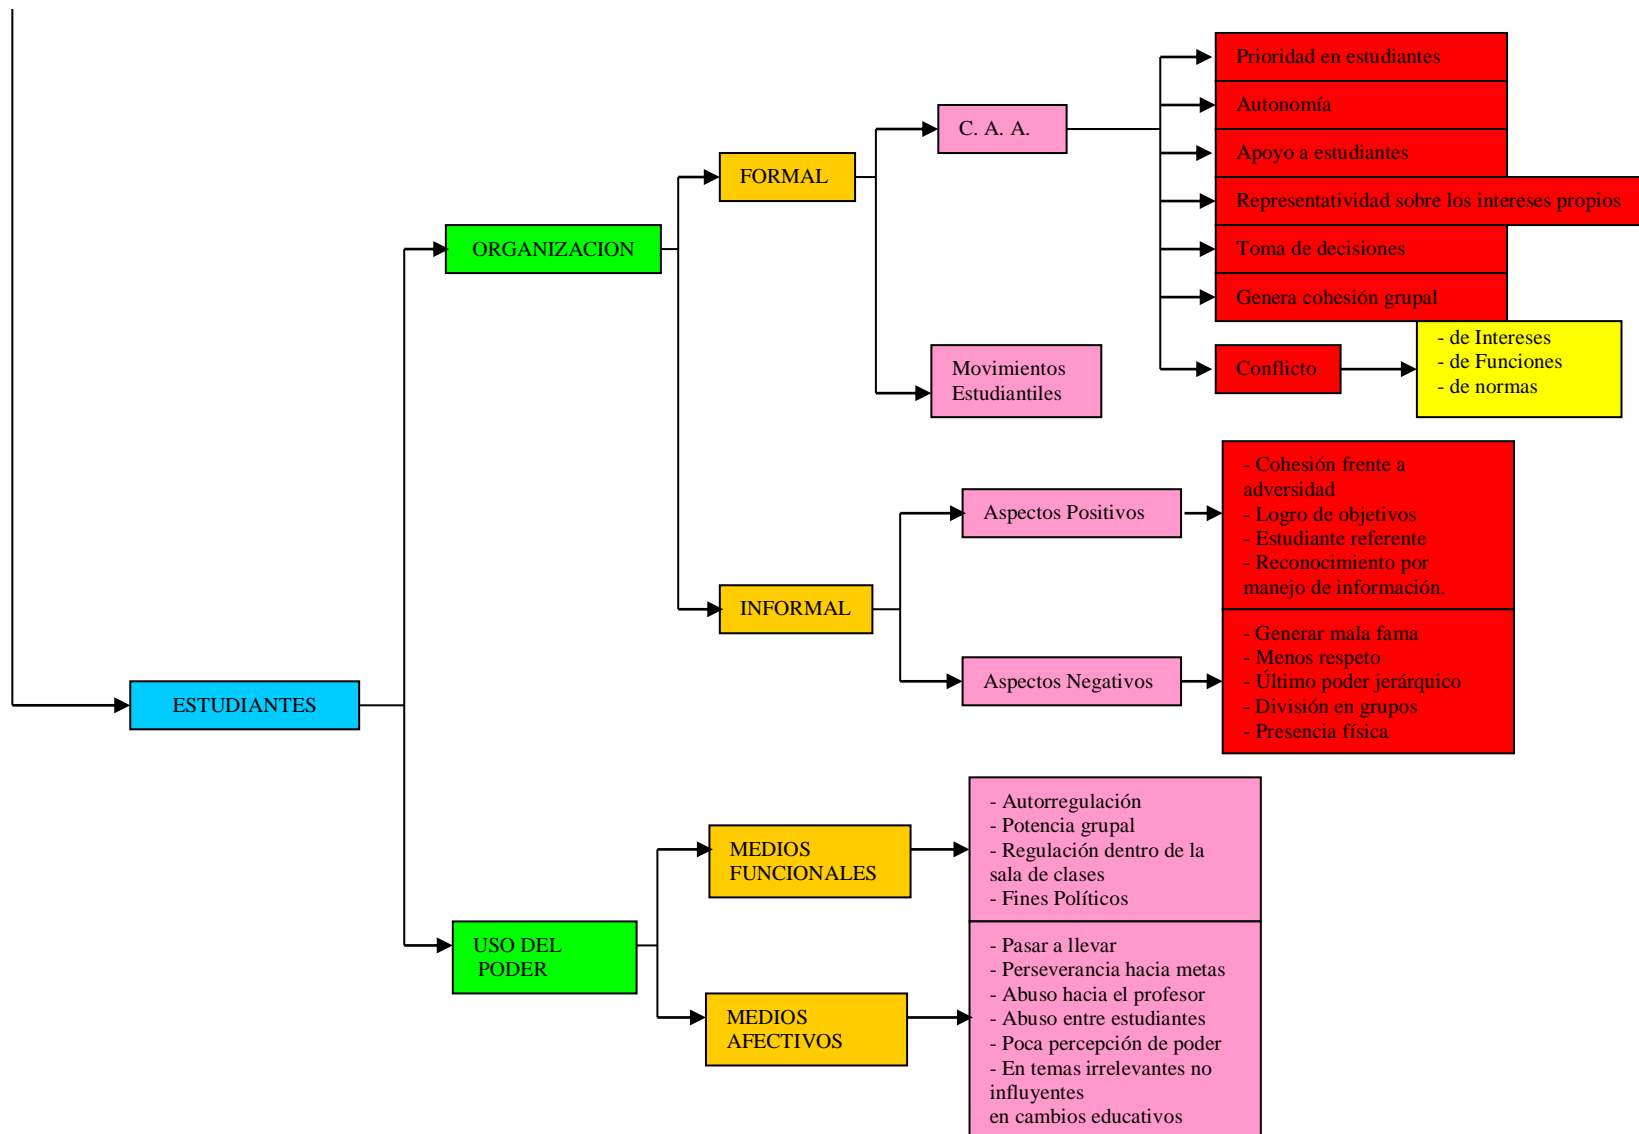 Prioridad en estudiantes
Autonomía
C. A. A.
Apoyo a estudiantes
FORMAL
Representatividad sobre los intereses propios
ORGANIZACION
Toma de decisiones
Genera cohesión grupal
Movimientos
Estudiantiles
Conflicto
- de Intereses
- de Funciones
- de normas
Aspectos Positivos
- Cohesión frente a
adversidad
- Logro de objetivos
- Estudiante referente
- Reconocimiento por
manejo de información.
INFORMAL
Aspectos Negativos
- Generar mala fama
- Menos respeto
- Último poder jerárquico
- División en grupos
- Presencia física
ESTUDIANTES
MEDIOS
FUNCIONALES
- Autorregulación
- Potencia grupal
- Regulación dentro de la
sala de clases
- Fines Políticos
USO DEL
PODER
MEDIOS
AFECTIVOS
- Pasar a llevar
- Perseverancia hacia metas
- Abuso hacia el profesor
- Abuso entre estudiantes
- Poca percepción de poder
- En temas irrelevantes no
influyentes
en cambios educativos